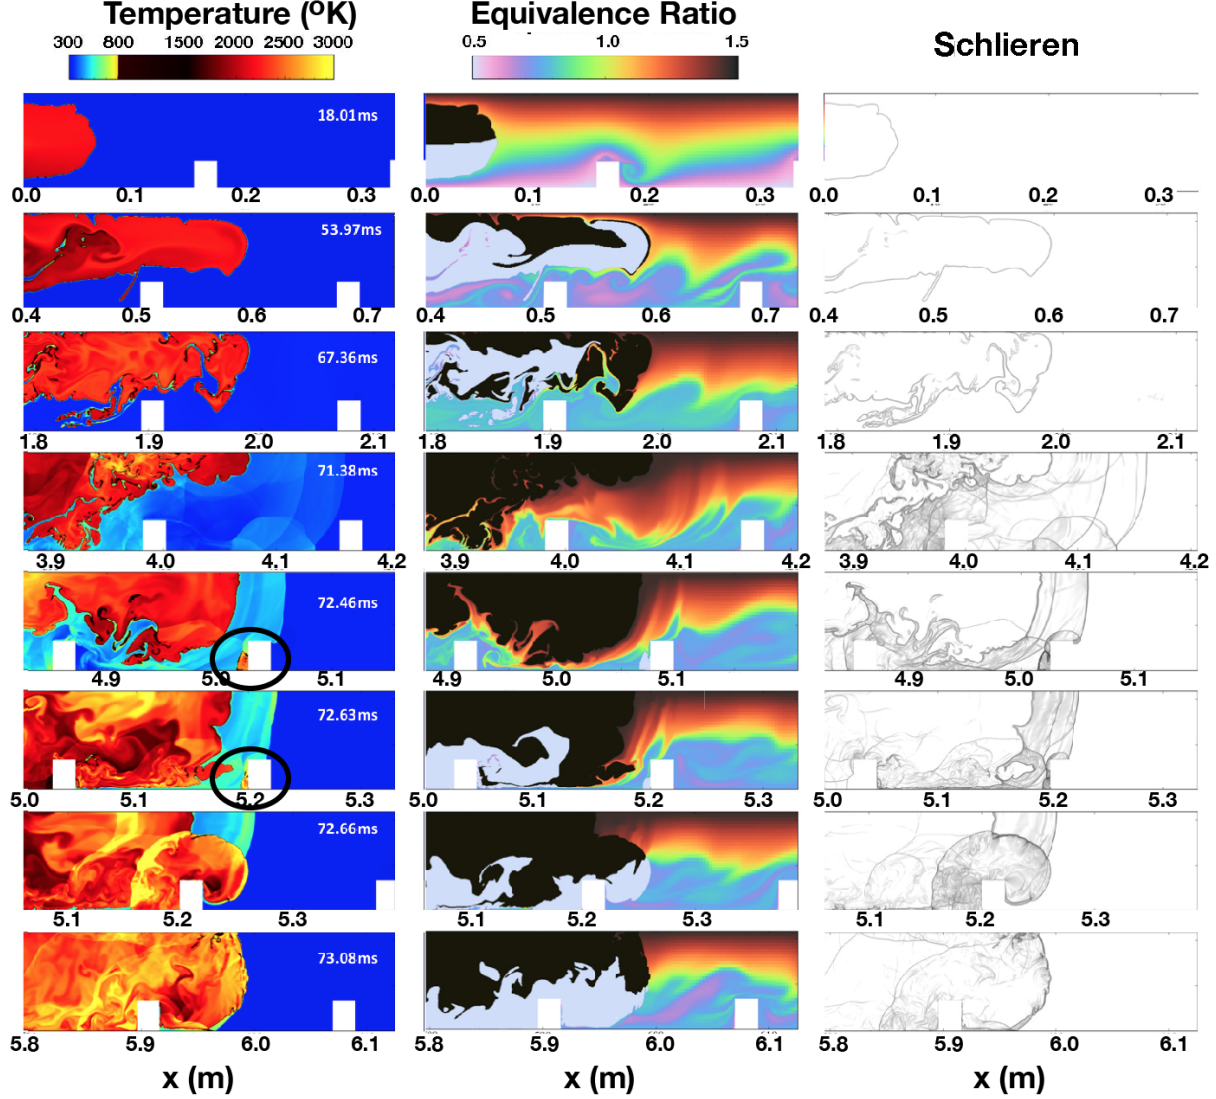 Temperature (ºK) Equivalence Ratio Schlieren
300 800 1500 2000 2500 3000 0.5 1.0 1.5
18.01ms
0.0 0.1 0.2 0.3 0.0 0.1 0.2 0.3 0.0 0.1 0.2 0.3
53.97ms
0.4 0.5 0.6 0.7 0.4 0.5 0.6 0.7 0.4 0.5 0.6 0.7
67.36ms
1.8 1.9 2.0 2.1 1.8 1.9 2.0 2.1 1.8 1.9 2.0 2.1
71.38ms
3.9 4.0 4.1 4.2 3.9 4.0 4.1 4.2 3.9 4.0 4.1 4.2
72.46ms
4.9 5.0 5.1 4.9 5.0 5.1 4.9 5.0 5.1
72.63ms
5.0 5.1 5.2 5.3 5.0 5.1 5.2 5.3 5.0 5.1 5.2 5.3
72.66ms
5.1 5.2 5.3 5.1 5.2 5.3 5.1 5.2 5.3
73.08ms
5.8 5.9 6.0 6.1 5.8 5.9 6.0 6.1 5.8 5.9 6.0 6.1
x (m) x (m) x (m)